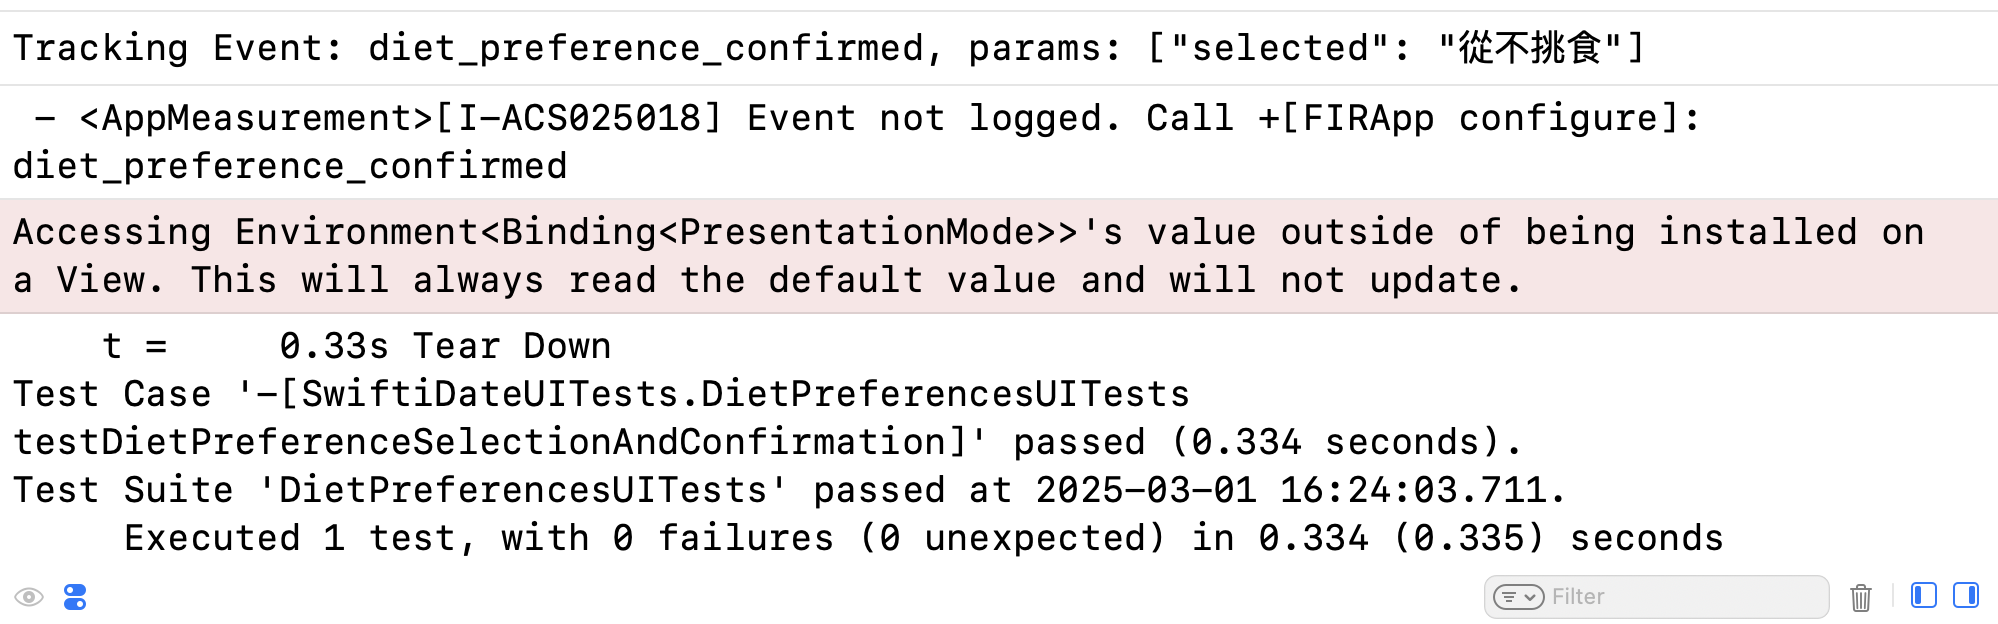 Tracking Event: diet_preference_confirmed, params: ["selected": "從不挑食"]
 - <AppMeasurement>[I-ACS025018] Event not logged. Call +[FIRApp configure]:
diet_preference_confirmed
Accessing Environment<Binding<PresentationMode>>'s value outside of being installed on
a View. This will always read the default value and will not update.
    t =     0.33s Tear Down
Test Case '-[SwiftiDateUITests.DietPreferencesUITests
testDietPreferenceSelectionAndConfirmation]' passed (0.334 seconds).
Test Suite 'DietPreferencesUITests' passed at 2025-03-01 16:24:03.711.
     Executed 1 test, with 0 failures (0 unexpected) in 0.334 (0.335) seconds
Filter